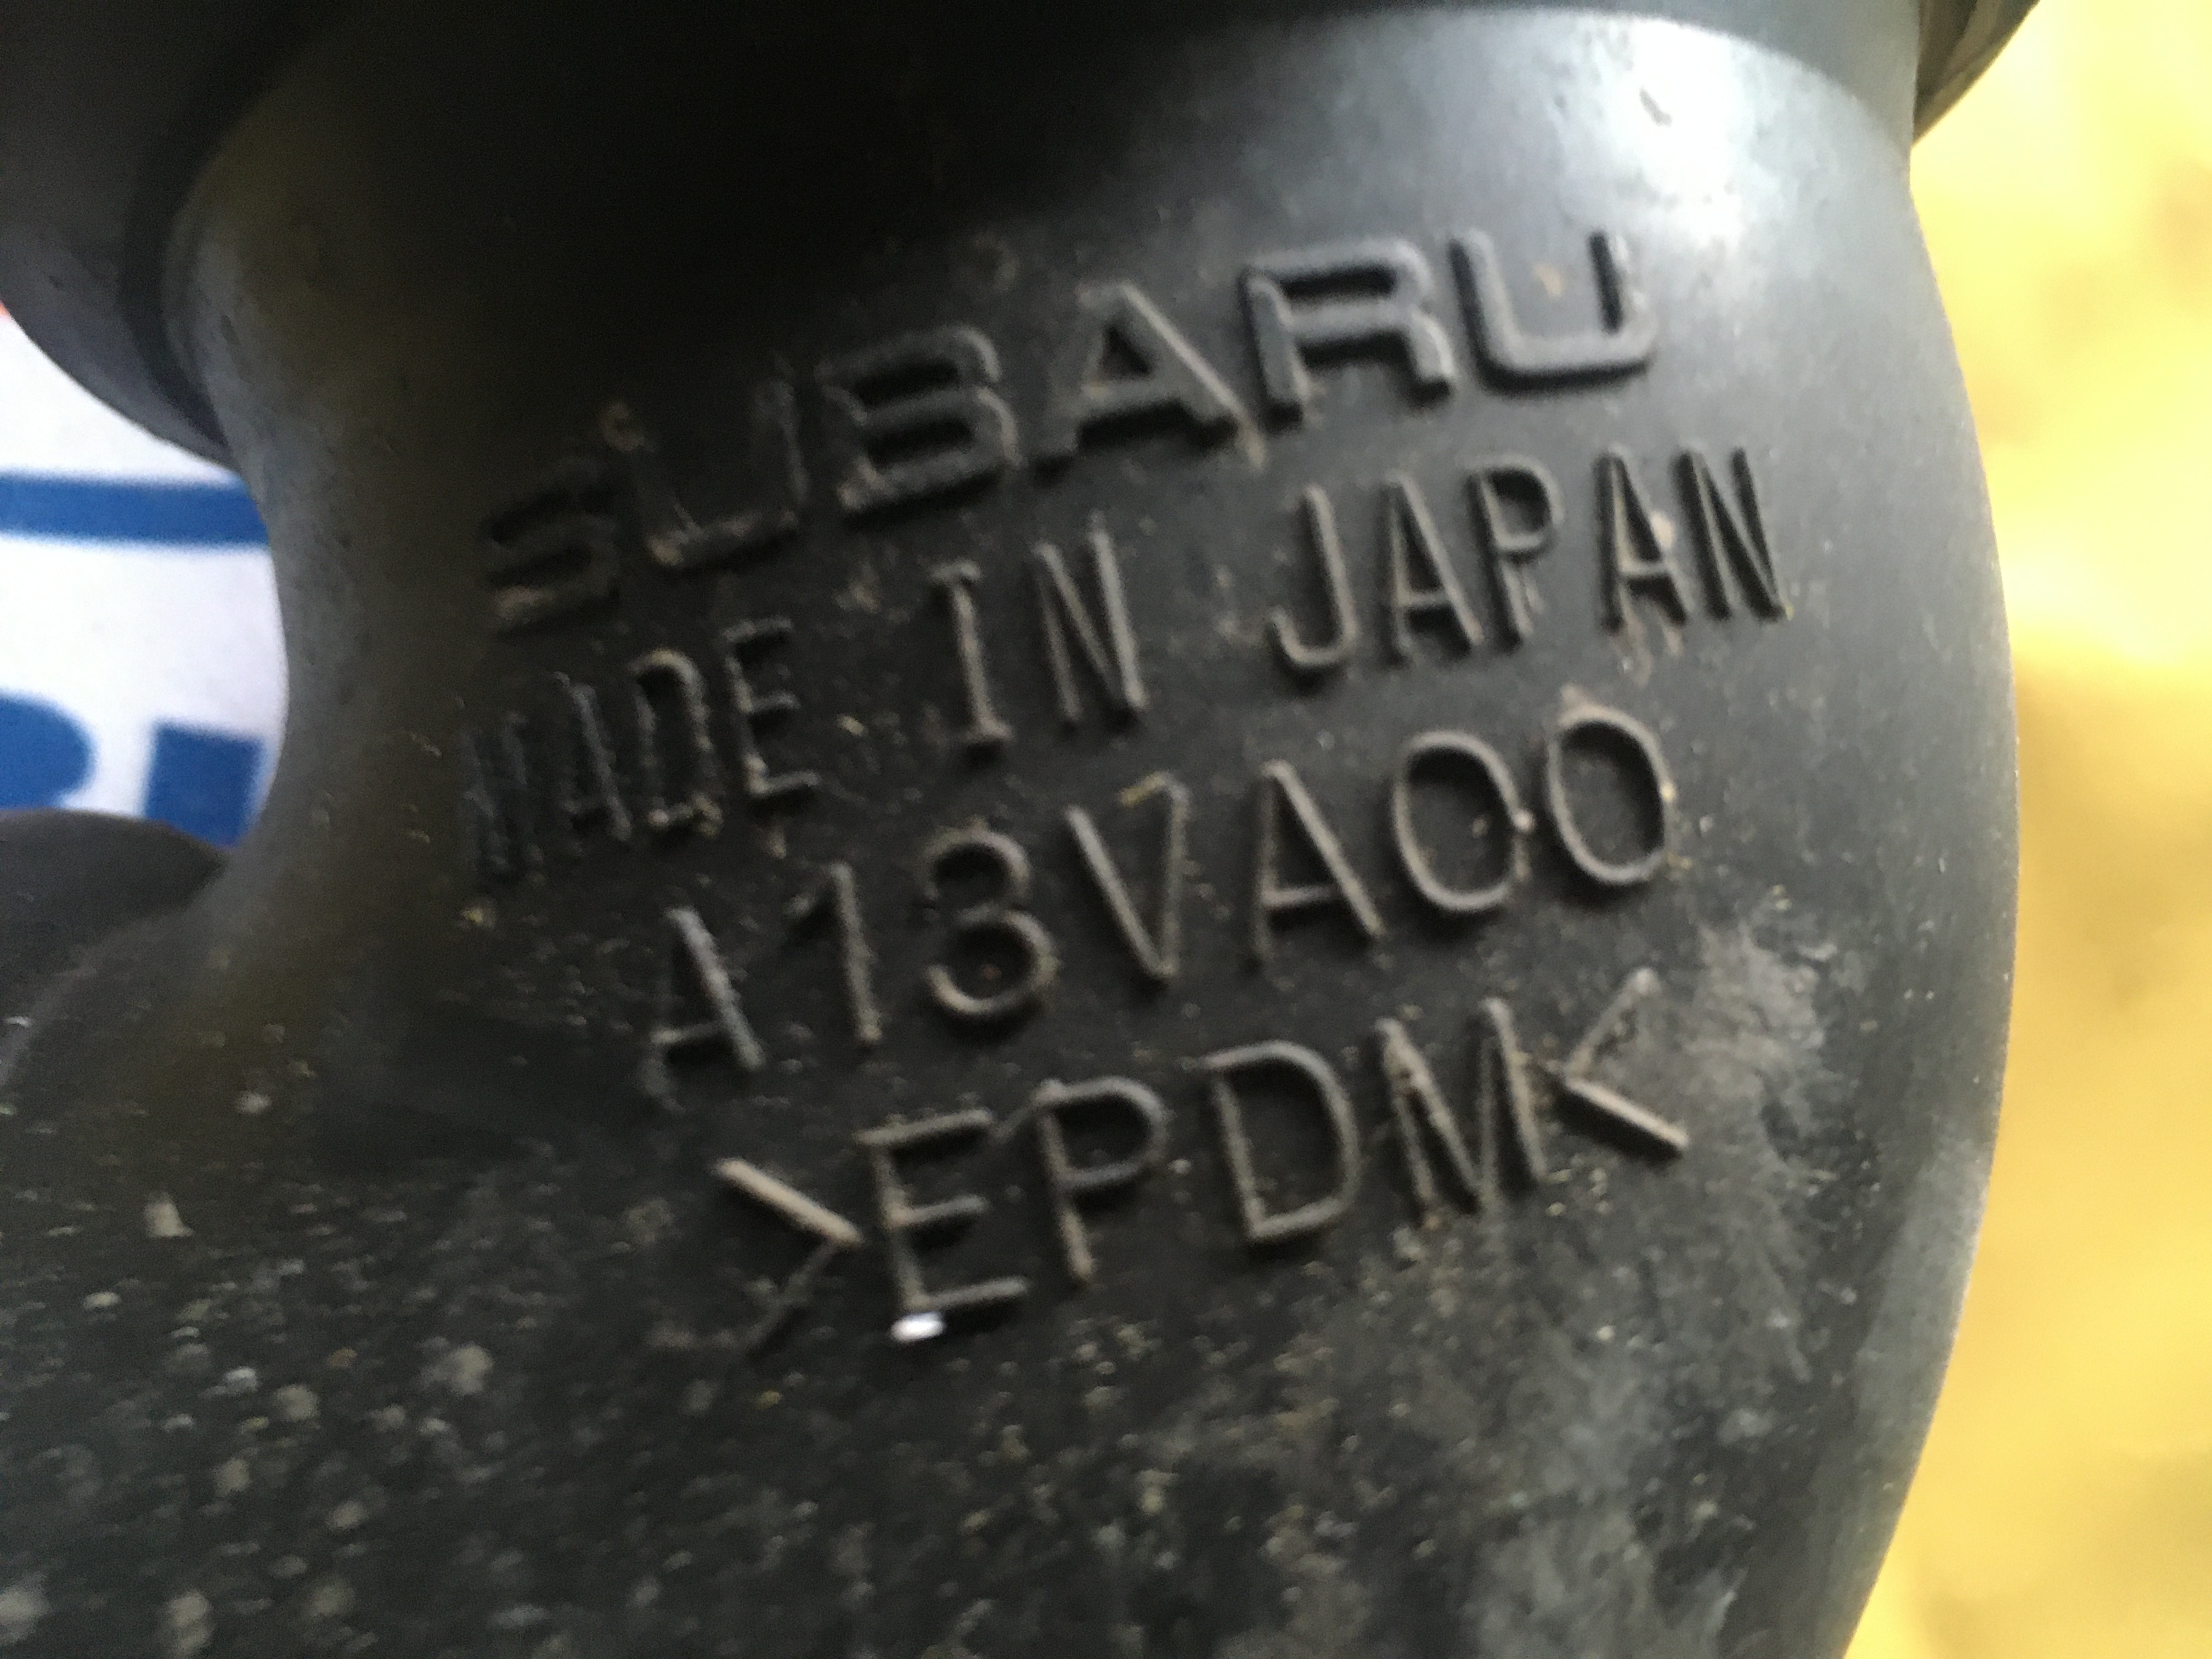 SUBARU
MADE IN JAPAN
A13VA00
>EPDM<